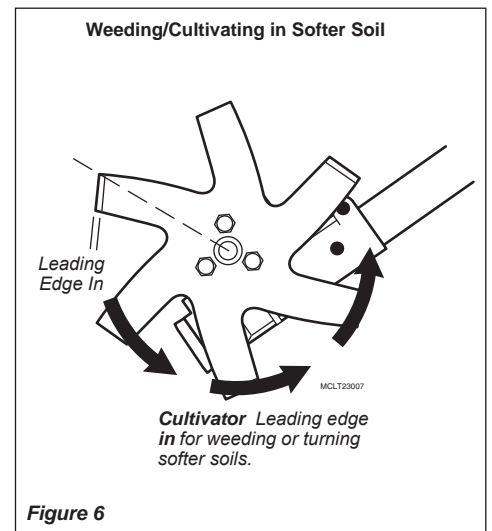 Weeding/Cultivating in Softer Soil
Leading
Edge In
MCLT23007
Cultivator Leading edge
in for weeding or turning
softer soils.
Figure 6